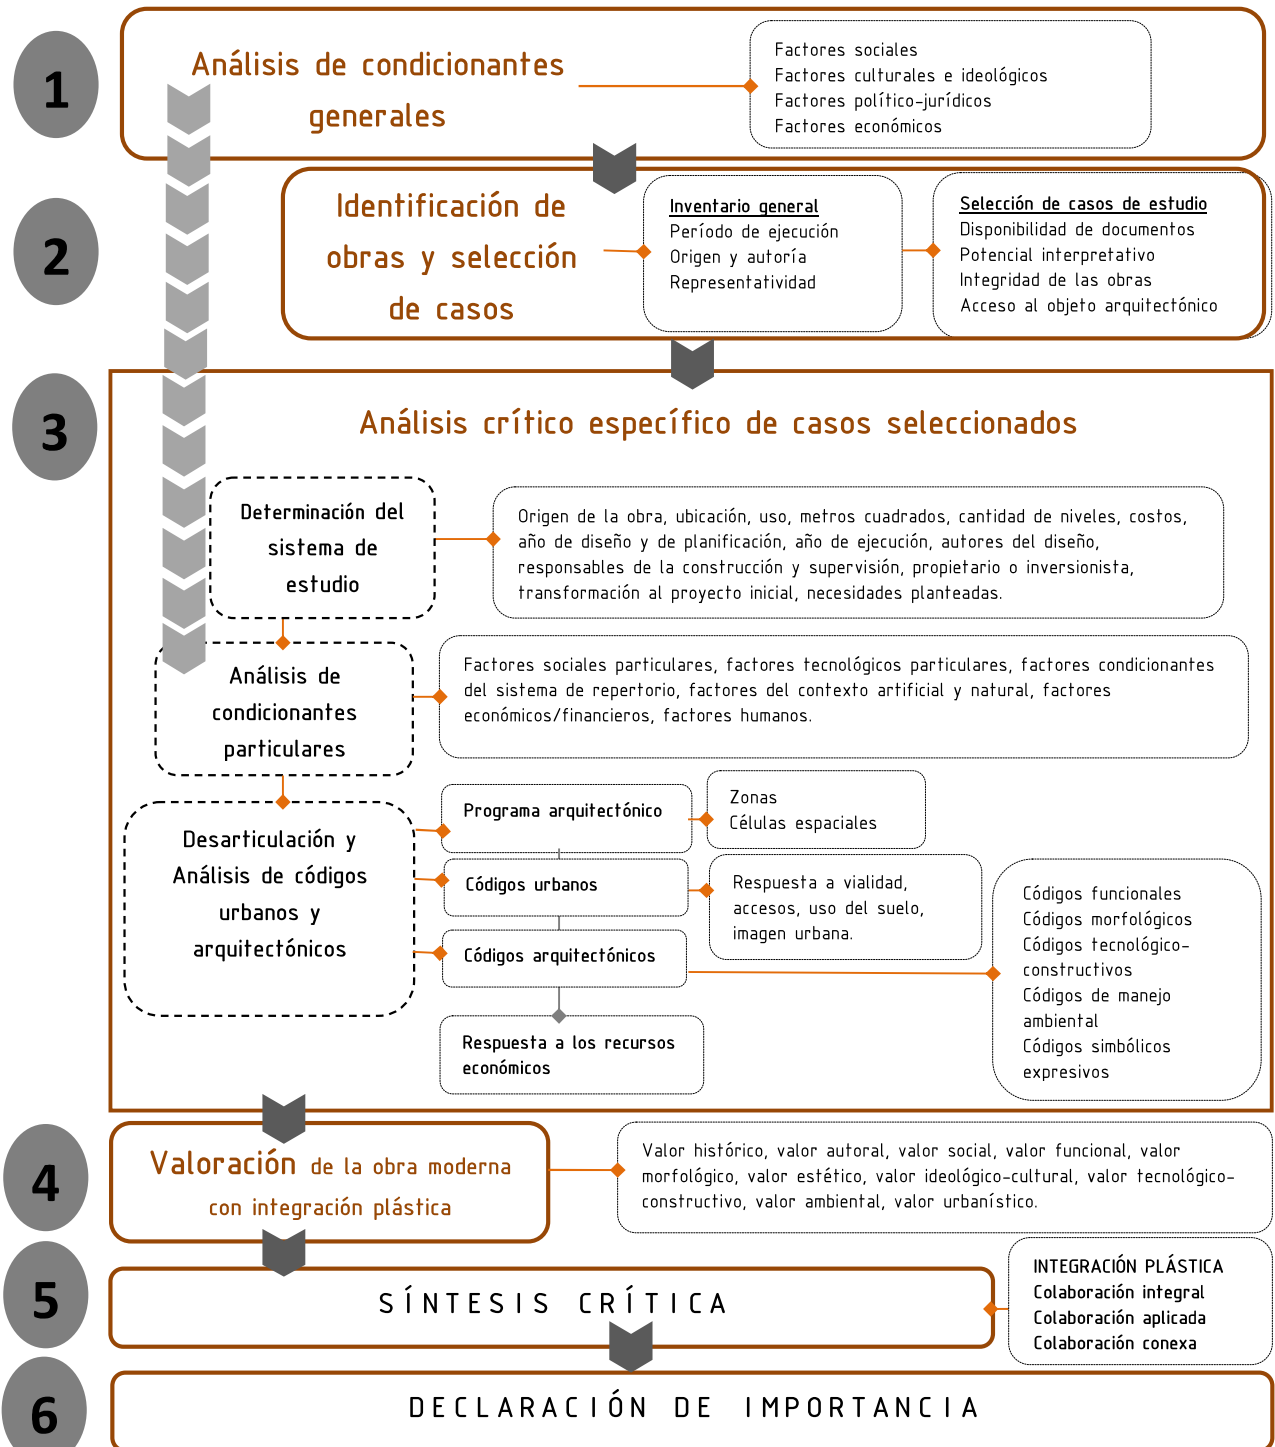 1
Análisis de condicionantes
generales
Factores sociales
Factores culturales e ideológicos
Factores político-jurídicos
Factores económicos
2
Identificación de
obras y selección
de casos
Inventario general
Período de ejecución
Origen y autoría
Representatividad
Selección de casos de estudio
Disponibilidad de documentos
Potencial interpretativo
Integridad de las obras
Acceso al objeto arquitectónico
3
Análisis crítico específico de casos seleccionados
Determinación del
sistema de
estudio
Origen de la obra, ubicación, uso, metros cuadrados, cantidad de niveles, costos,
año de diseño y de planificación, año de ejecución, autores del diseño,
responsables de la construcción y supervisión, propietario o inversionista,
transformación al proyecto inicial, necesidades planteadas.
Análisis de
condicionantes
particulares
Factores sociales particulares, factores tecnológicos particulares, factores condicionantes
del sistema de repertorio, factores del contexto artificial y natural, factores
económicos/financieros, factores humanos.
Desarticulación y
Análisis de códigos
urbanos y
arquitectónicos
Programa arquitectónico
Zonas
Células espaciales
Códigos urbanos
Respuesta a vialidad,
accesos, uso del suelo,
imagen urbana.
Códigos arquitectónicos
Códigos funcionales
Códigos morfológicos
Códigos tecnológico-
constructivos
Códigos de manejo
ambiental
Códigos simbólicos
expresivos
Respuesta a los recursos
económicos
4
Valoración de la obra moderna
con integración plástica
Valor histórico, valor autoral, valor social, valor funcional, valor
morfológico, valor estético, valor ideológico-cultural, valor tecnológico-
constructivo, valor ambiental, valor urbanístico.
5
SÍNTESIS CRÍTICA
INTEGRACIÓN PLÁSTICA
Colaboración integral
Colaboración aplicada
Colaboración conexa
6
DECLARACIÓN DE IMPORTANCIA